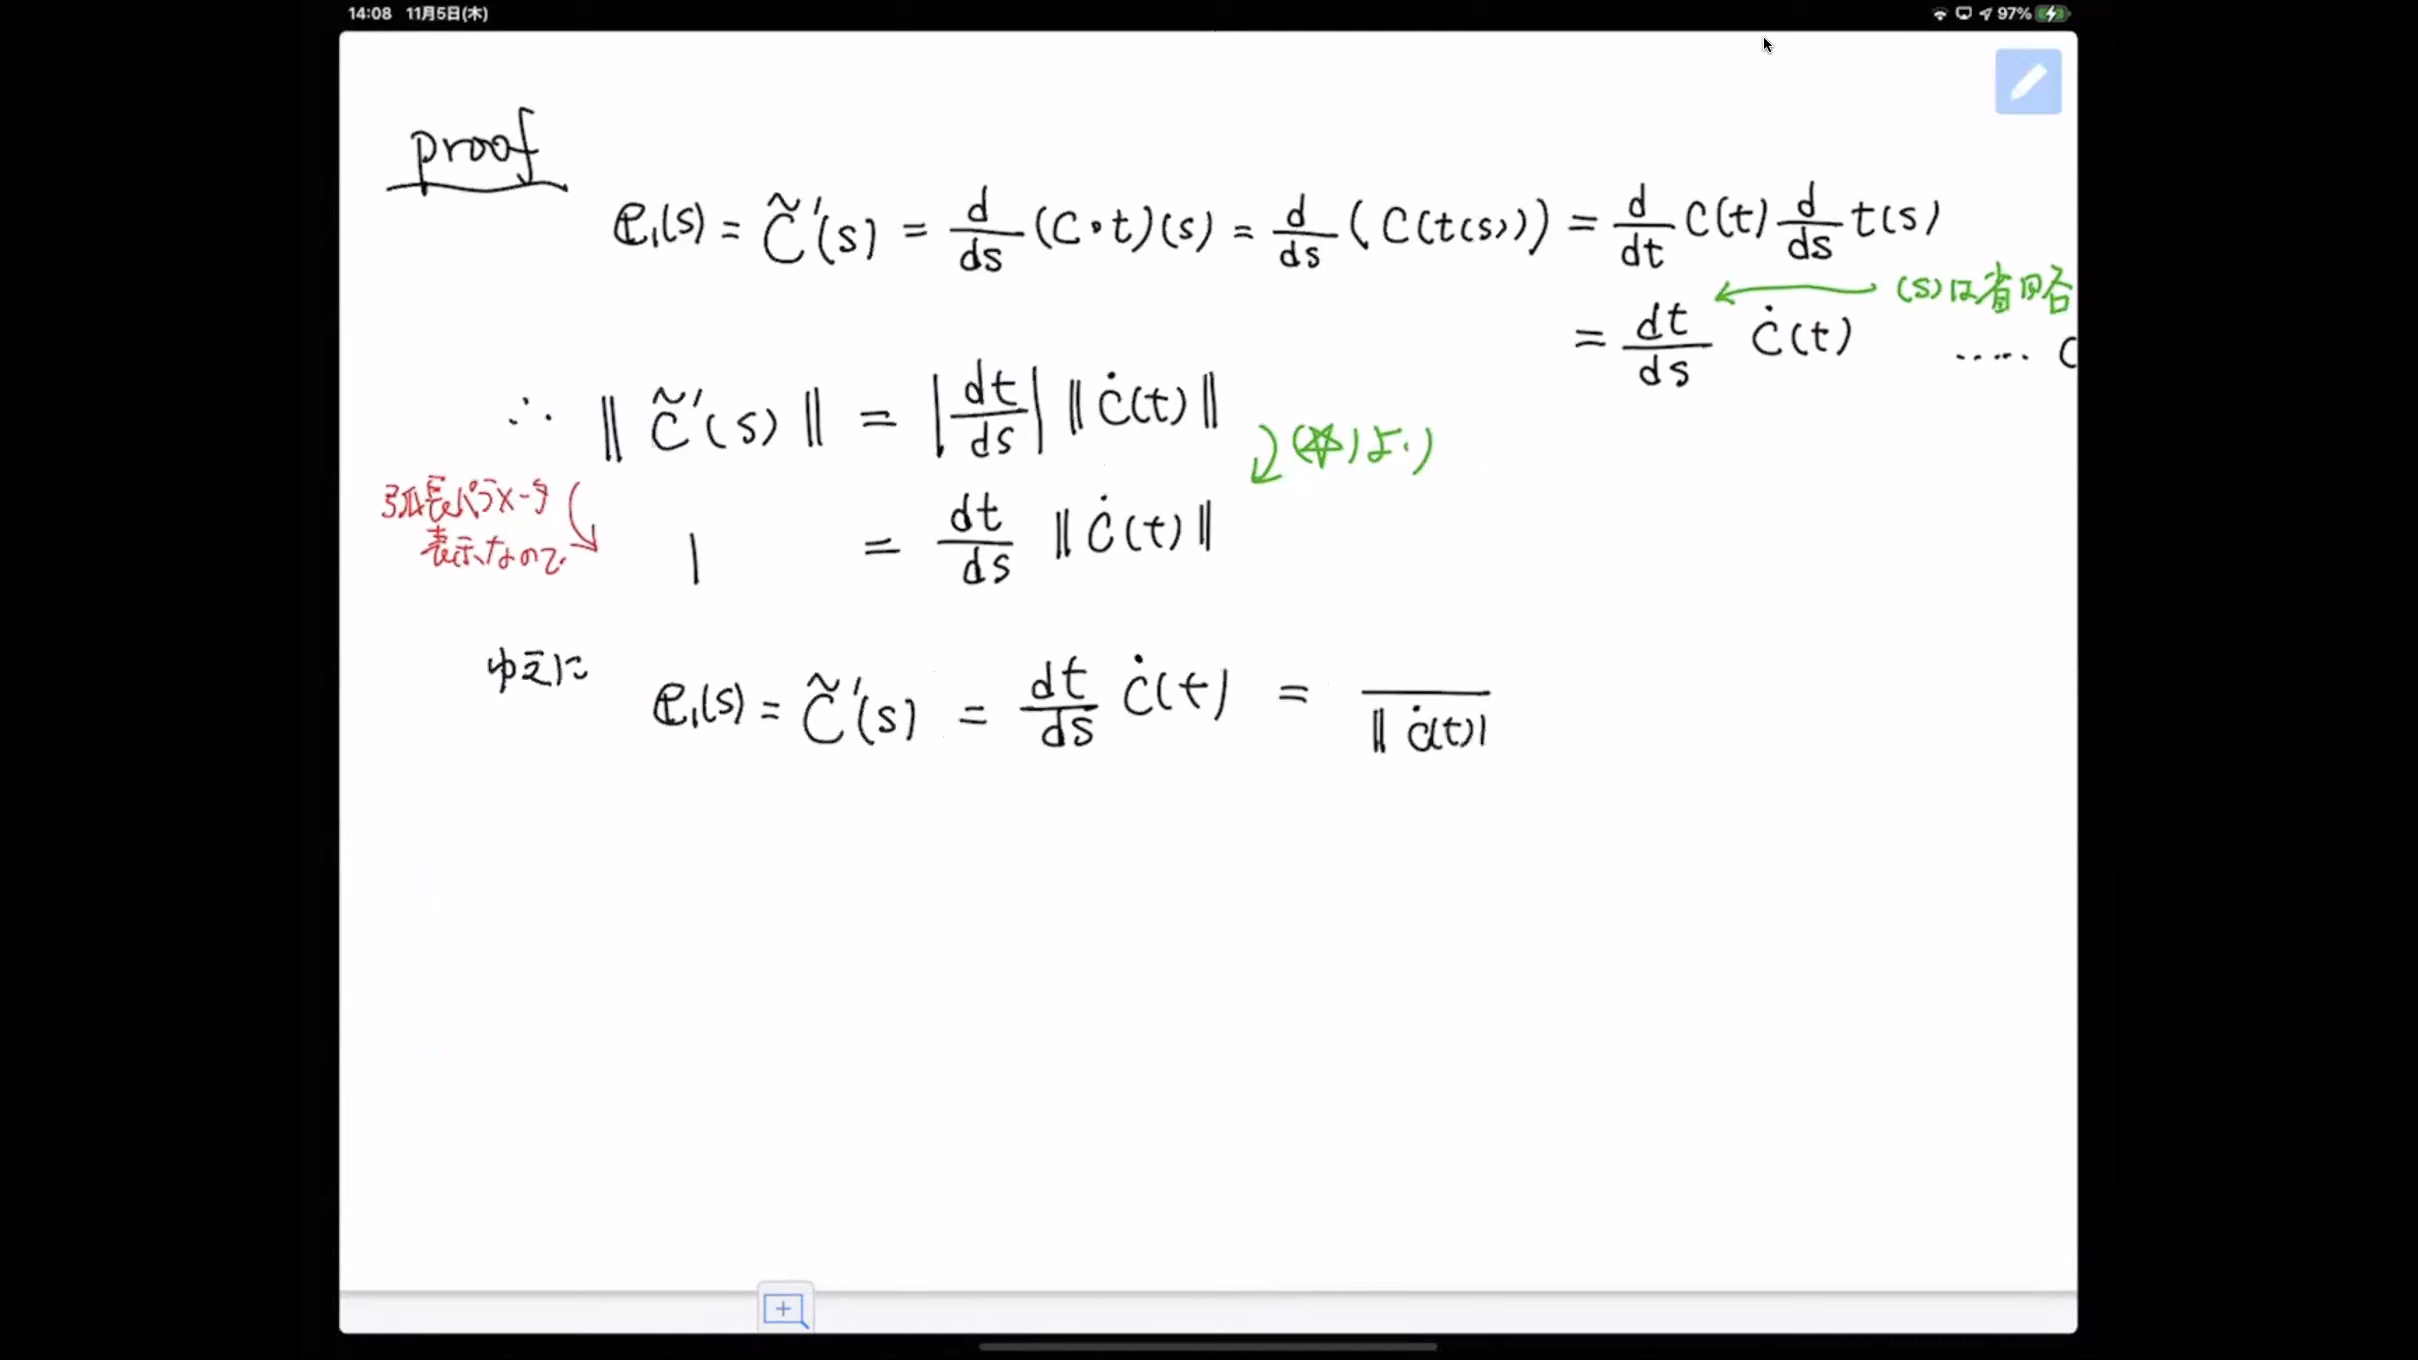 14:08 11月5日(木)
97%
proof
e₁(s) = C̃'(s) = d/ds (C∘t)(s) = d/ds (C(t(s))) = d/dt C(t) d/ds t(s)
(s)は省略
= dt/ds Ċ(t) ·····
∴ ‖C̃'(s)‖ = |dt/ds| ‖Ċ(t)‖
(☆)より
弧長パラメータ
表示なので
1 = dt/ds ‖Ċ(t)‖
ゆえに
e₁(s) = C̃'(s) = dt/ds Ċ(t) = /‖Ċ(t)|